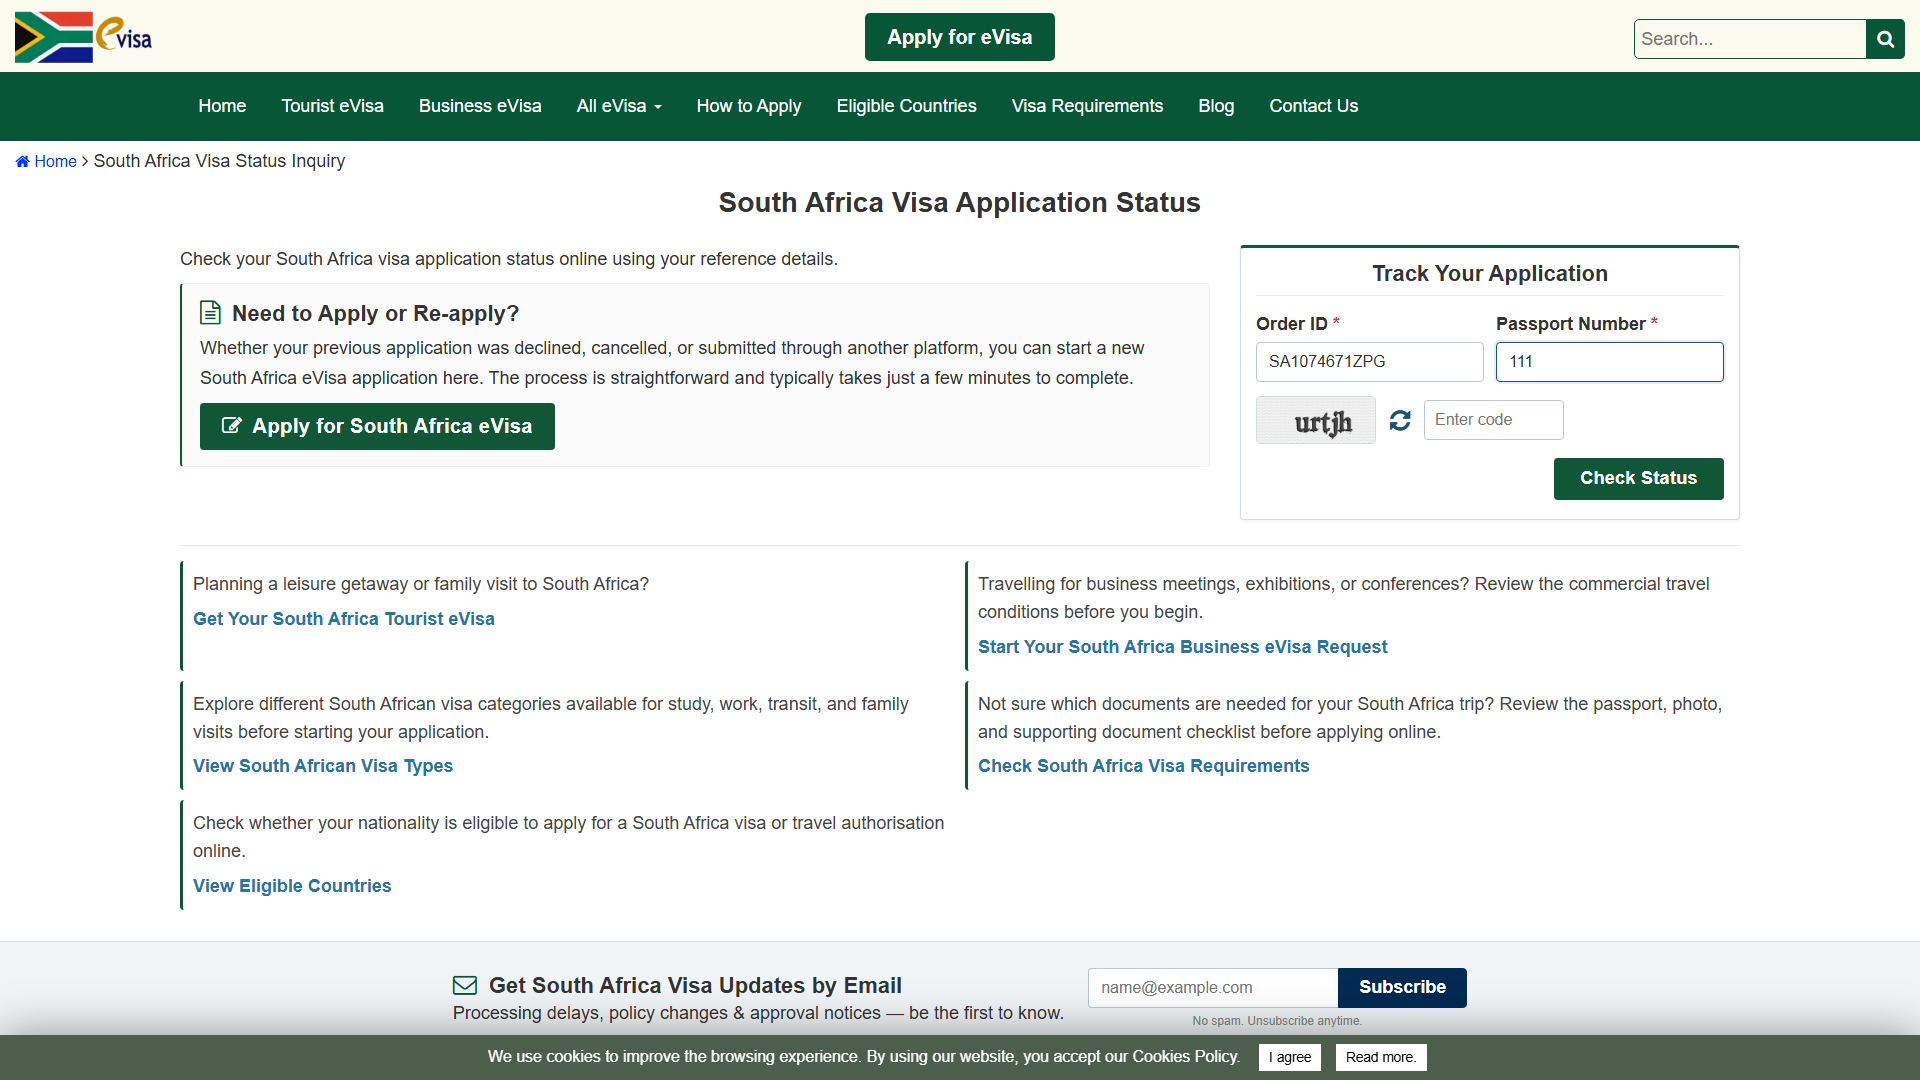 evisa
Apply for eVisa
Search...
Home
Tourist eVisa
Business eVisa
All eVisa
How to Apply
Eligible Countries
Visa Requirements
Blog
Contact Us
Home > South Africa Visa Status Inquiry
South Africa Visa Application Status
Check your South Africa visa application status online using your reference details.
Need to Apply or Re-apply?
Whether your previous application was declined, cancelled, or submitted through another platform, you can start a new
South Africa eVisa application here. The process is straightforward and typically takes just a few minutes to complete.
Apply for South Africa eVisa
Track Your Application
Order ID *
Passport Number *
SA1074671ZPG
111
urtjh
Enter code
Check Status
Planning a leisure getaway or family visit to South Africa?
Get Your South Africa Tourist eVisa
Travelling for business meetings, exhibitions, or conferences? Review the commercial travel
conditions before you begin.
Start Your South Africa Business eVisa Request
Explore different South African visa categories available for study, work, transit, and family
visits before starting your application.
View South African Visa Types
Not sure which documents are needed for your South Africa trip? Review the passport, photo,
and supporting document checklist before applying online.
Check South Africa Visa Requirements
Check whether your nationality is eligible to apply for a South Africa visa or travel authorisation
online.
View Eligible Countries
Get South Africa Visa Updates by Email
Processing delays, policy changes & approval notices — be the first to know.
name@example.com
Subscribe
No spam. Unsubscribe anytime.
We use cookies to improve the browsing experience. By using our website, you accept our Cookies Policy.
I agree
Read more.